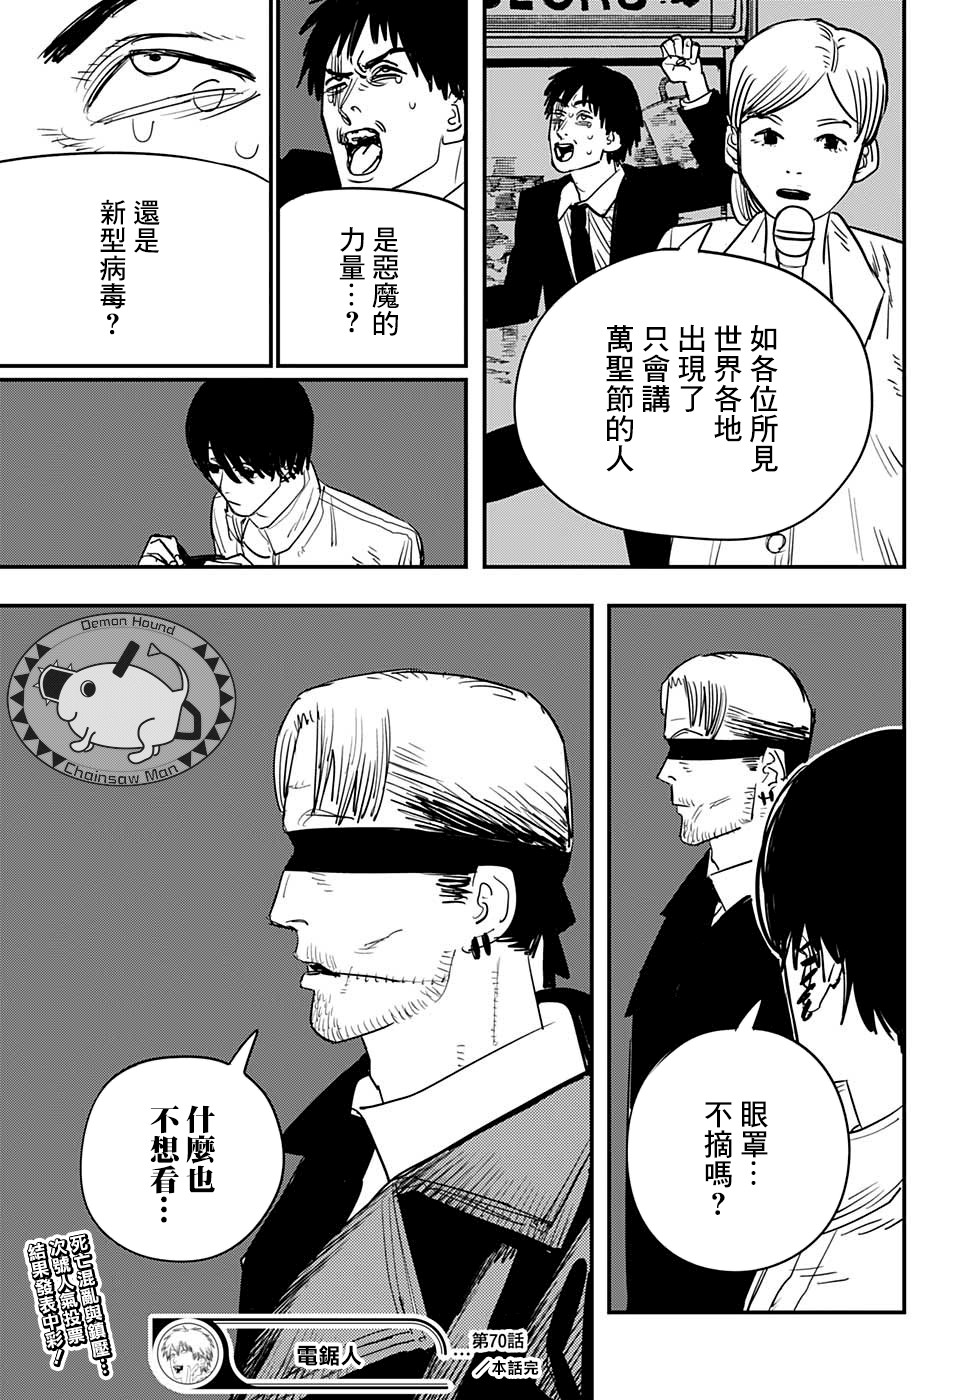 如各位所見
世界各地
出現了
只會講
萬聖節的人
是惡魔的
力量…？
還是
新型病毒？
眼罩…
不摘嗎？
什麼也
不想看…
Demon Hound
Chainsaw Man
死亡混亂與鎮壓…
次號人氣投票
結果發表中彩！
電鋸人
第70話
／本話完